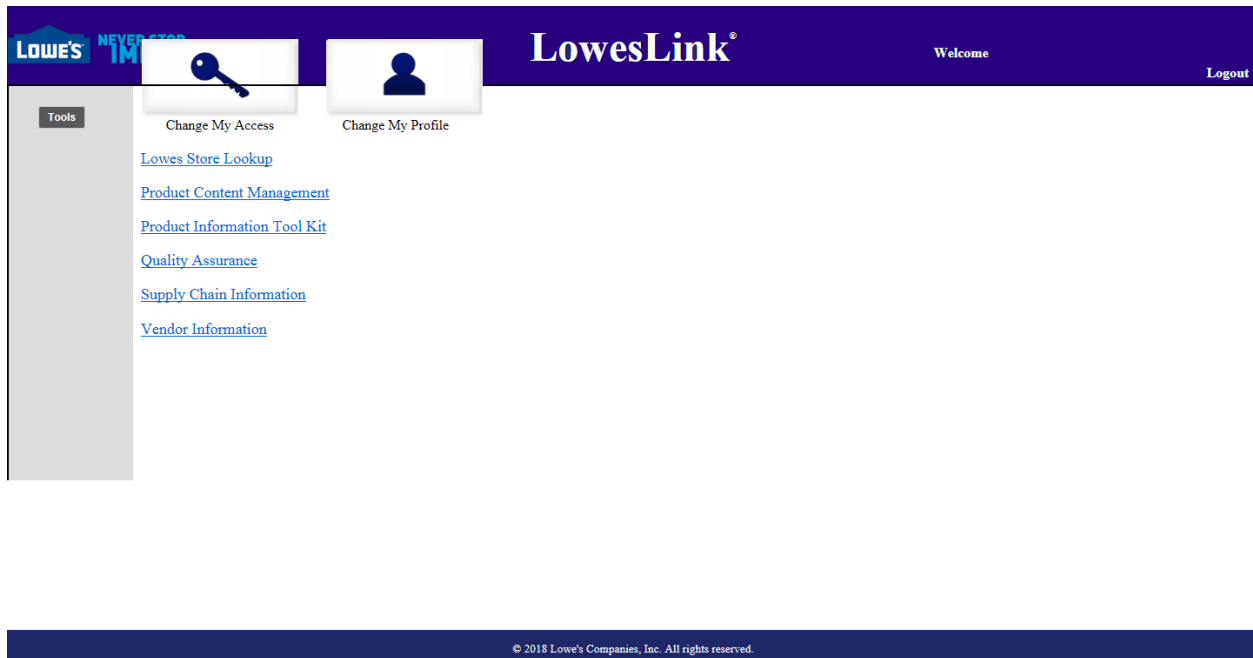 LOWE'S
LowesLink®
Welcome
Logout
Tools
Change My Access
Change My Profile
Lowes Store Lookup
Product Content Management
Product Information Tool Kit
Quality Assurance
Supply Chain Information
Vendor Information
© 2018 Lowe's Companies, Inc. All rights reserved.